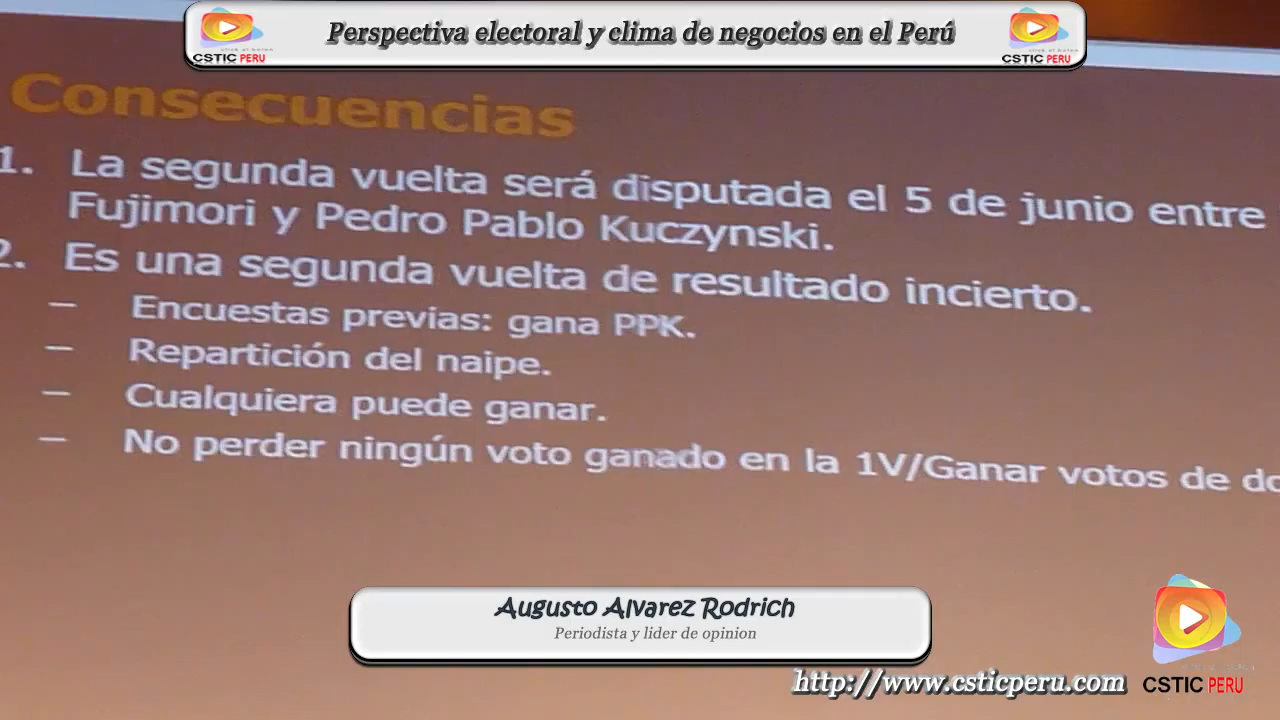 Perspectiva electoral y clima de negocios en el Perú
CSTIC PERU
CSTIC PERU
Consecuencias
1. La segunda vuelta será disputada el 5 de junio entre
Fujimori y Pedro Pablo Kuczynski.
2. Es una segunda vuelta de resultado incierto.
– Encuestas previas: gana PPK.
– Repartición del naipe.
– Cualquiera puede ganar.
– No perder ningún voto ganado en la 1V/Ganar votos de
Augusto Alvarez Rodrich
Periodista y lider de opinion
http://www.csticperu.com
CSTIC PERU